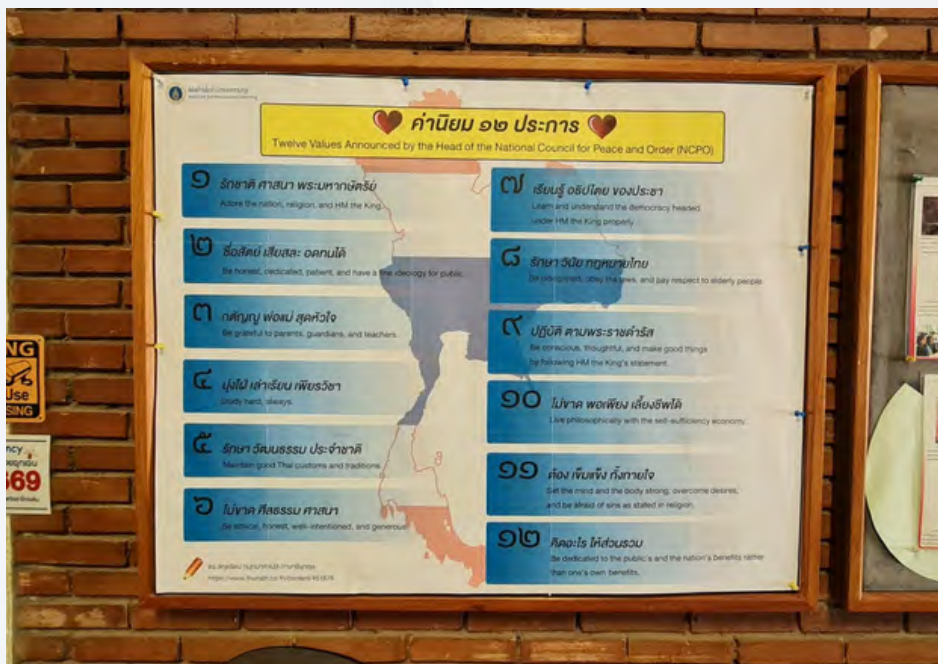 มหาวิทยาลัยมหิดล
ค่านิยม ๑๒ ประการ
Twelve Values Announced by the Head of the National Council for Peace and Order (NCPO)
๑ รักชาติ ศาสนา พระมหากษัตริย์
Adore the nation, religion, and HM the King.
๒ ซื่อสัตย์ เสียสละ อดทนได้
Be honest, dedicated, patient, and have a fine ideology for public.
๓ กตัญญู พ่อแม่ สุดหัวใจ
Be grateful to parents, guardians, and teachers.
๔ มุ่งใฝ่ เล่าเรียน เพียรวิชา
Study hard, always.
๕ รักษา วัฒนธรรม ประจำชาติ
Maintain good Thai customs and traditions.
๖ ไม่ขาด ศีลธรรม ศาสนา
Be ethical, honest, well-intentioned, and generous.
๗ เรียนรู้ อธิปไตย ของประชา
Learn and understand the democracy headed
under HM the King properly.
๘ รักษา วินัย กฎหมายไทย
Be disciplined, obey the laws, and pay respect to elderly people.
๙ ปฏิบัติ ตามพระราชดำรัส
Be conscious, thoughtful, and make good things
by following HM the King's statement.
๑๐ ไม่ขาด พอเพียง เลี้ยงชีพได้
Live philosophically with the self-sufficiency economy.
๑๑ ต้อง เข้มแข็ง ทั้งกายใจ
Set the mind and the body strong, overcome desires,
and be afraid of sins as stated in religion.
๑๒ คิดอะไร ให้ส่วนรวม
Be dedicated to the public's and the nation's benefits rather
than one's own benefits.
NG
Use
SING
ncy
669